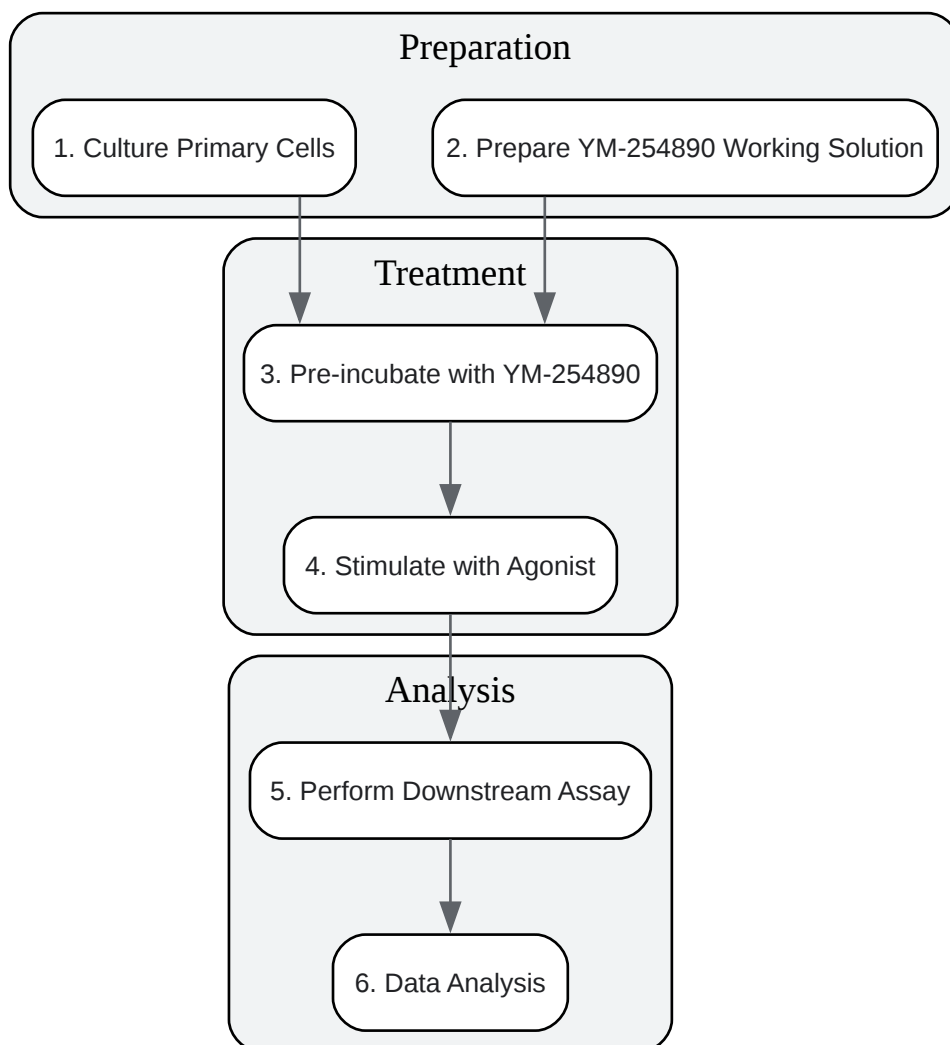 Preparation
1. Culture Primary Cells
2. Prepare YM-254890 Working Solution
Treatment
3. Pre-incubate with YM-254890
4. Stimulate with Agonist
Analysis
5. Perform Downstream Assay
6. Data Analysis